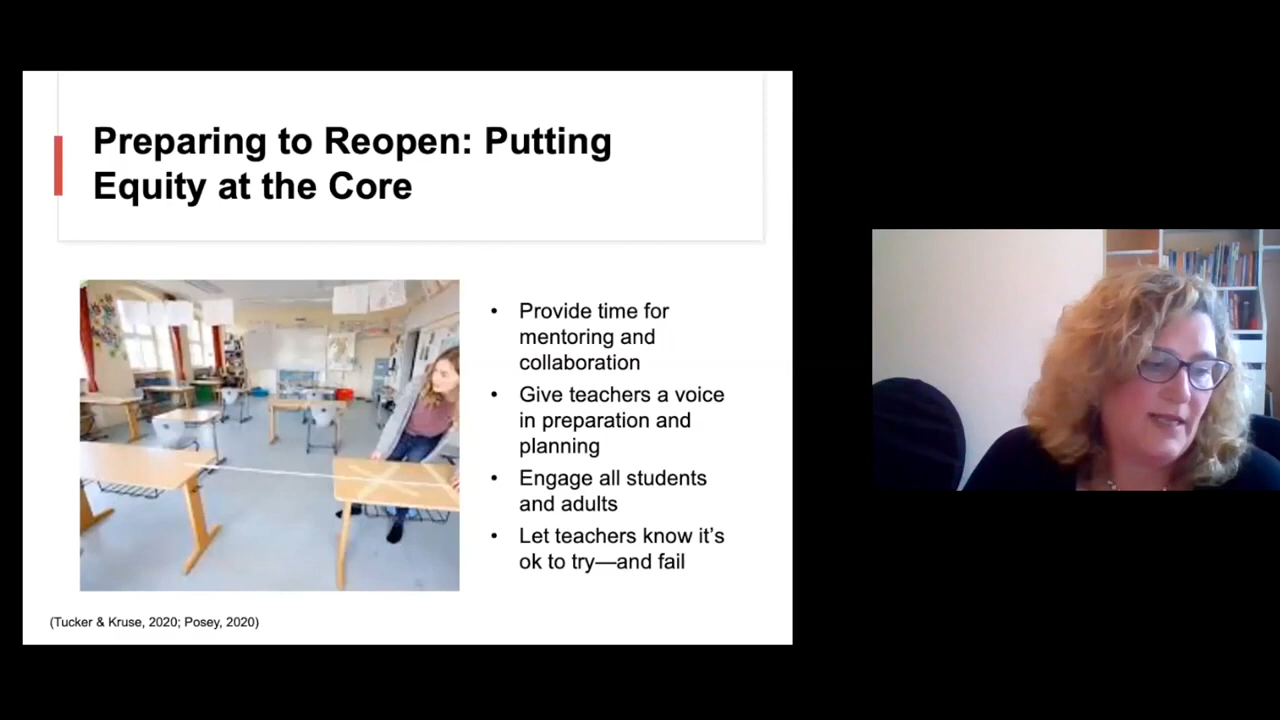 Preparing to Reopen: Putting
Equity at the Core
• Provide time for
mentoring and
collaboration
• Give teachers a voice
in preparation and
planning
• Engage all students
and adults
• Let teachers know it's
ok to try—and fail
(Tucker & Kruse, 2020; Posey, 2020)